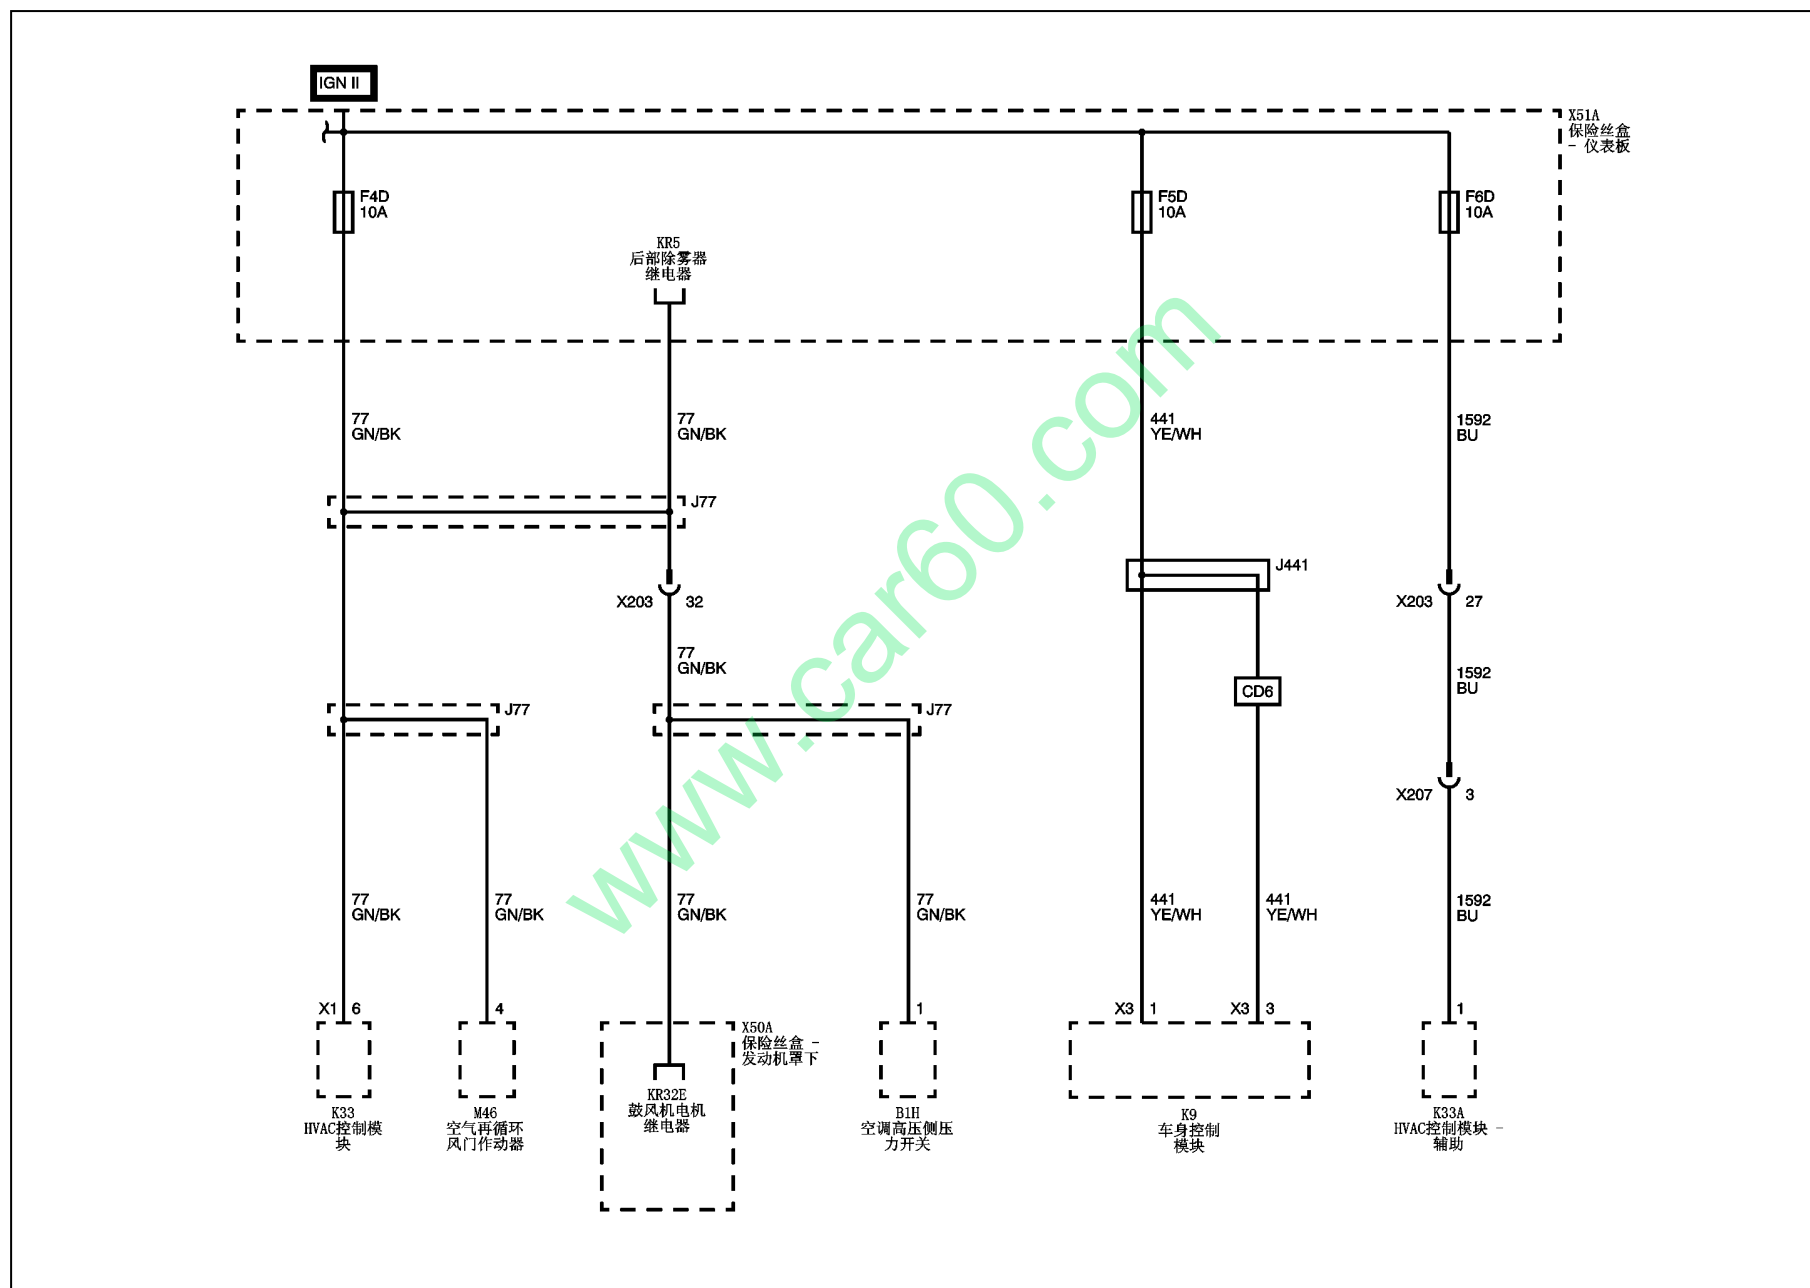 IGN II
X51A
保险丝盒
- 仪表板
F4D
10A
F5D
10A
F6D
10A
KR5
后部除雾器
继电器
77
GN/BK
77
GN/BK
441
YE/WH
1592
BU
J77
J441
X203 32
X203 27
77
GN/BK
1592
BU
CD6
J77
J77
X207 3
77
GN/BK
77
GN/BK
77
GN/BK
77
GN/BK
441
YE/WH
441
YE/WH
1592
BU
X1 6
4
1
X3 1
X3 3
1
X50A
保险丝盒 -
发动机罩下
KR32E
鼓风机电机
继电器
K33
HVAC控制模
块
M46
空气再循环
风门作动器
B1H
空调高压侧压
力开关
K9
车身控制
模块
K33A
HVAC控制模块 -
辅助
www.car60.com